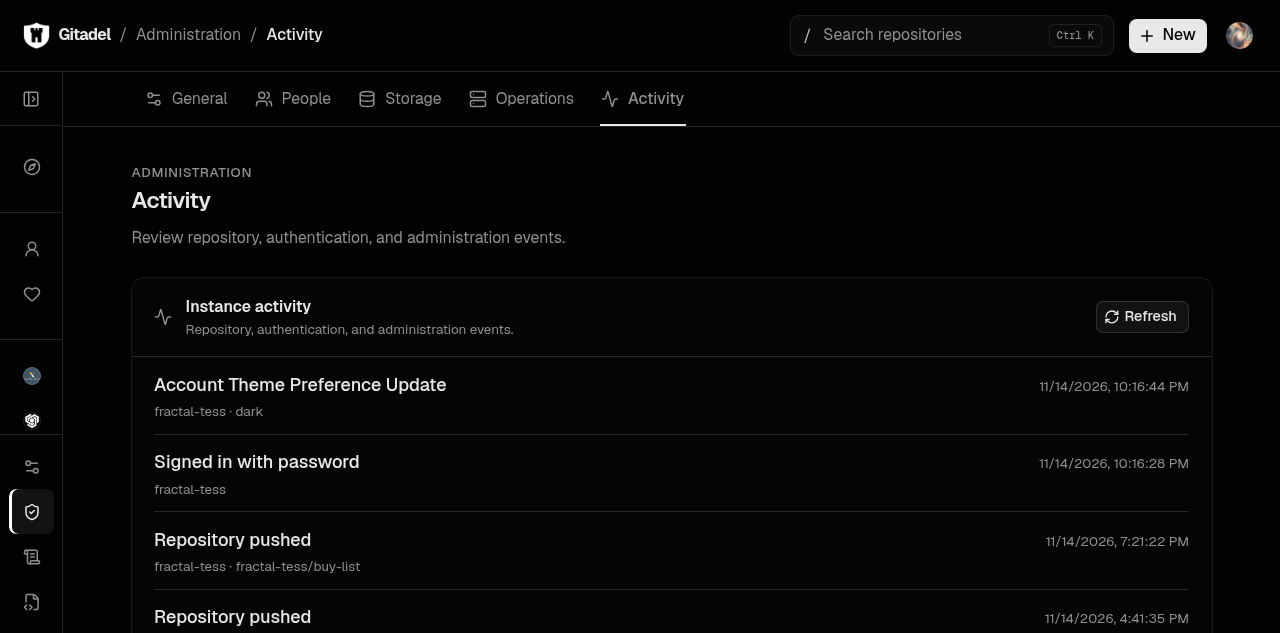 Gitadel / Administration / Activity
/ Search repositories Ctrl K
New
General People Storage Operations Activity
ADMINISTRATION
Activity
Review repository, authentication, and administration events.
Instance activity
Repository, authentication, and administration events.
Refresh
Account Theme Preference Update
11/14/2026, 10:16:44 PM
fractal-tess · dark
Signed in with password
11/14/2026, 10:16:28 PM
fractal-tess
Repository pushed
11/14/2026, 7:21:22 PM
fractal-tess · fractal-tess/buy-list
Repository pushed
11/14/2026, 4:41:35 PM